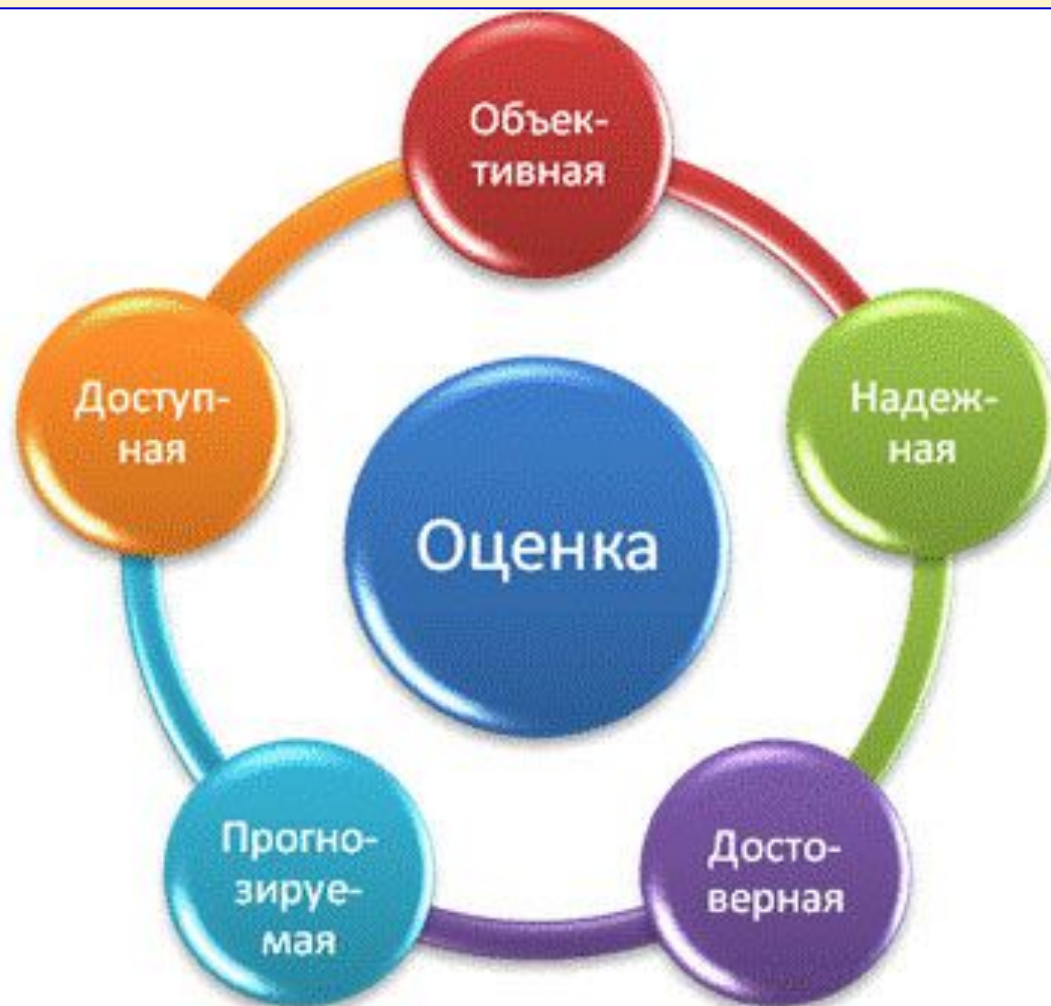 Объек-
тивная
Надеж-
ная
Досто-
верная
Прогно-
зируе-
мая
Доступ-
ная
Оценка